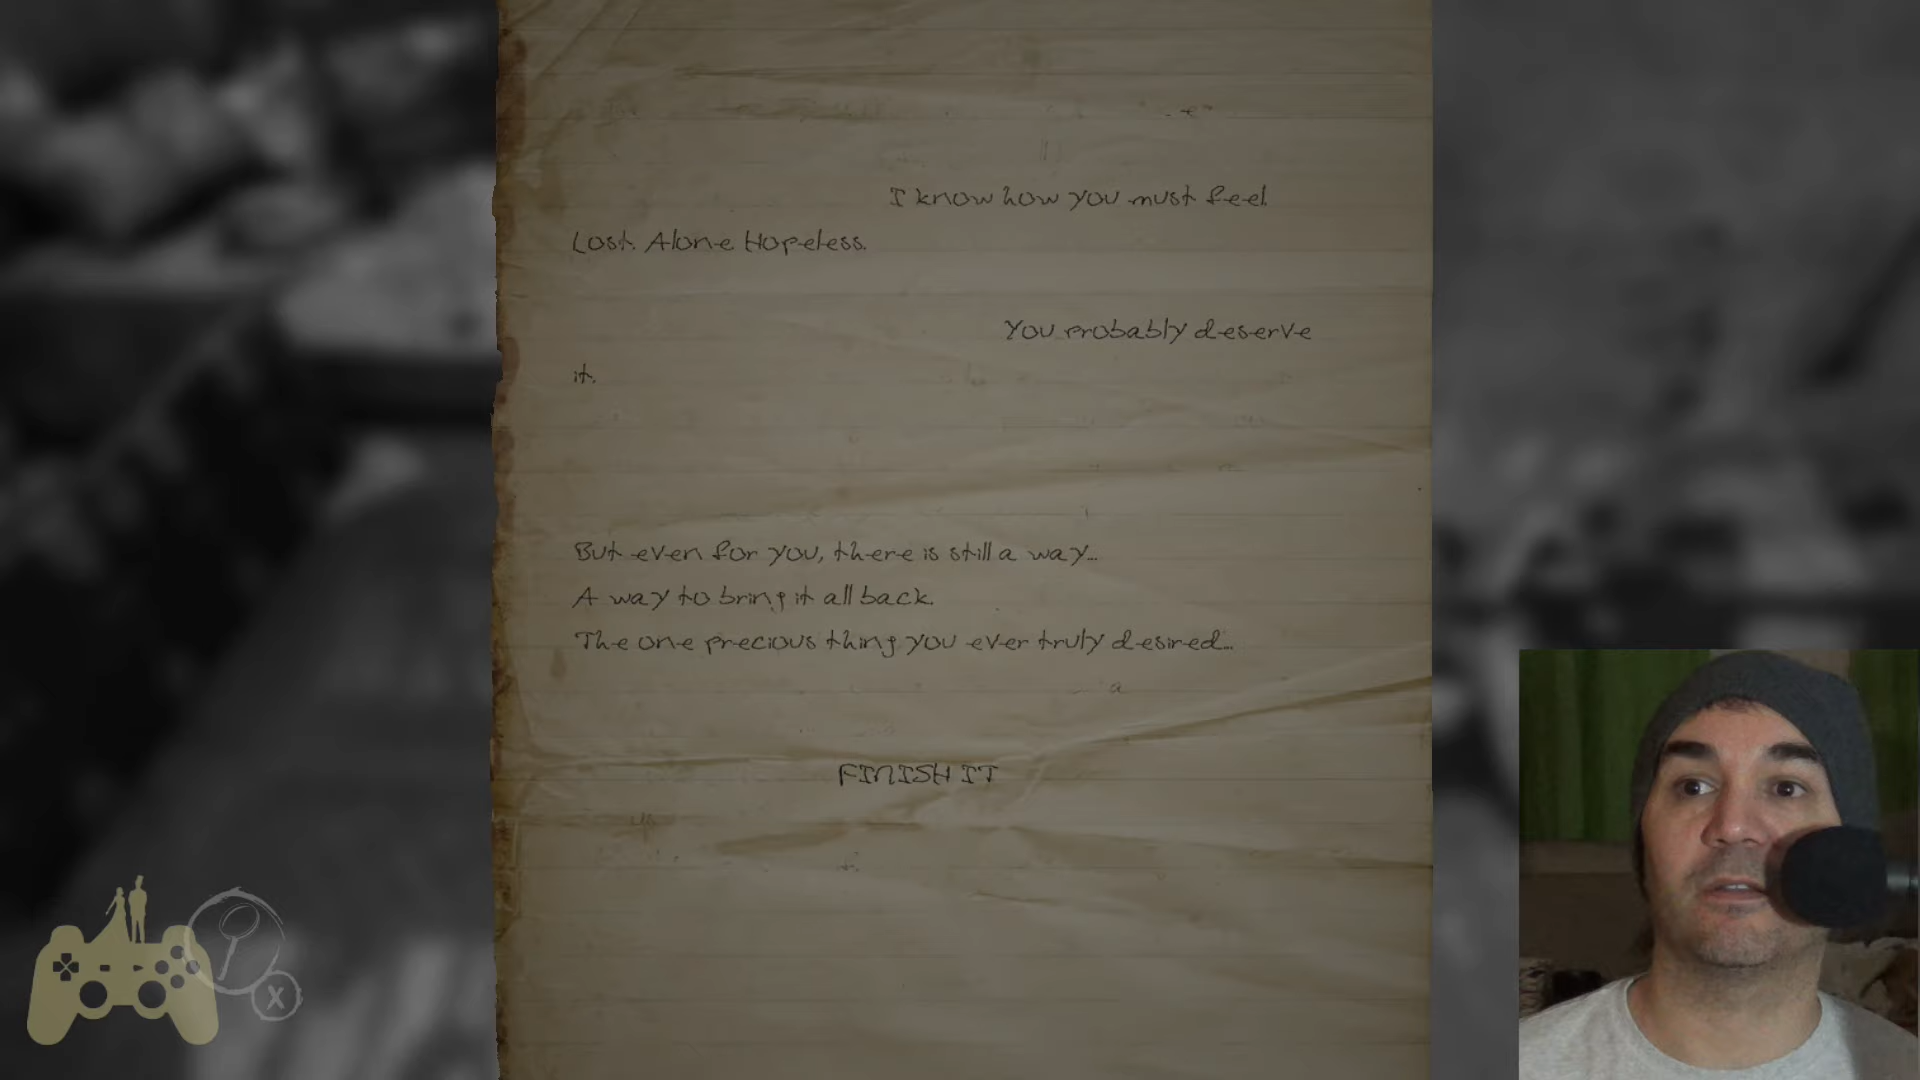 I know how you must feel.
Lost. Alone. Hopeless.
You probably deserve
it.
But even for you, there is still a way...
A way to bring it all back.
The one precious thing you ever truly desired...
FINISH IT
X